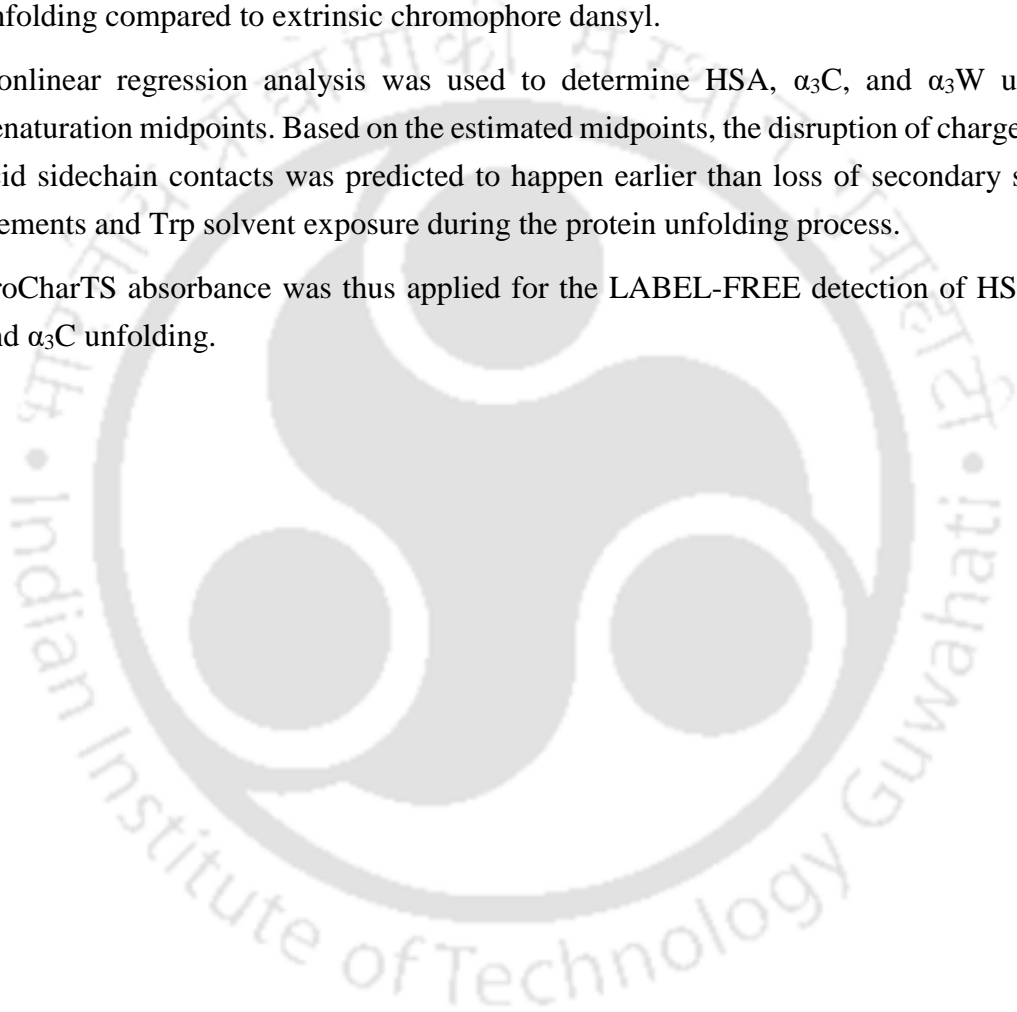 nfolding compared to extrinsic chromophore dansyl.
onlinear regression analysis was used to determine HSA, α₃C, and α₃W u
enaturation midpoints. Based on the estimated midpoints, the disruption of charge
cid sidechain contacts was predicted to happen earlier than loss of secondary s
ements and Trp solvent exposure during the protein unfolding process.
roCharTS absorbance was thus applied for the LABEL-FREE detection of HS
nd α₃C unfolding.
Indian Institute of Technology Guwahati